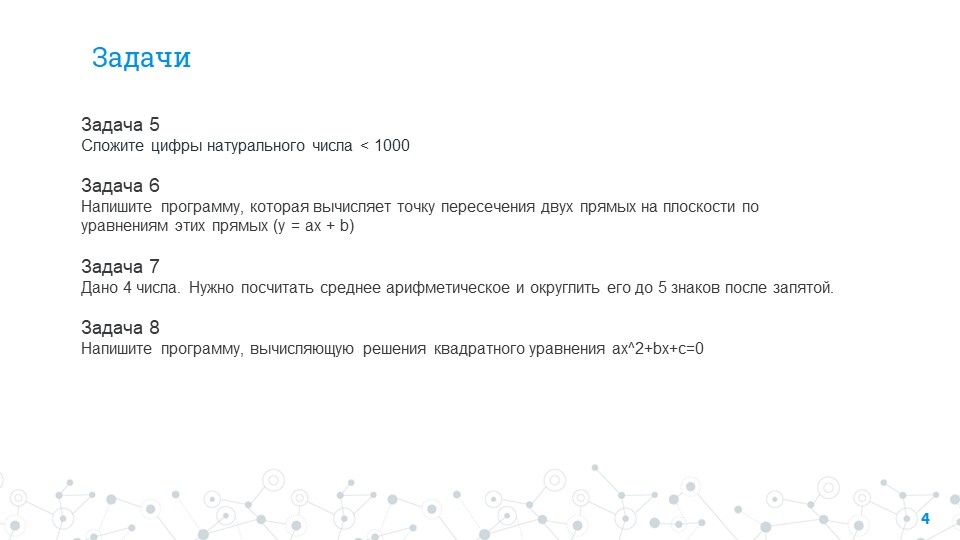 Задачи
Задача 5
Сложите цифры натурального числа < 1000
Задача 6
Напишите программу, которая вычисляет точку пересечения двух прямых на плоскости по
уравнениям этих прямых (y = ax + b)
Задача 7
Дано 4 числа. Нужно посчитать среднее арифметическое и округлить его до 5 знаков после запятой.
Задача 8
Напишите программу, вычисляющую решения квадратного уравнения ax^2+bx+c=0
4